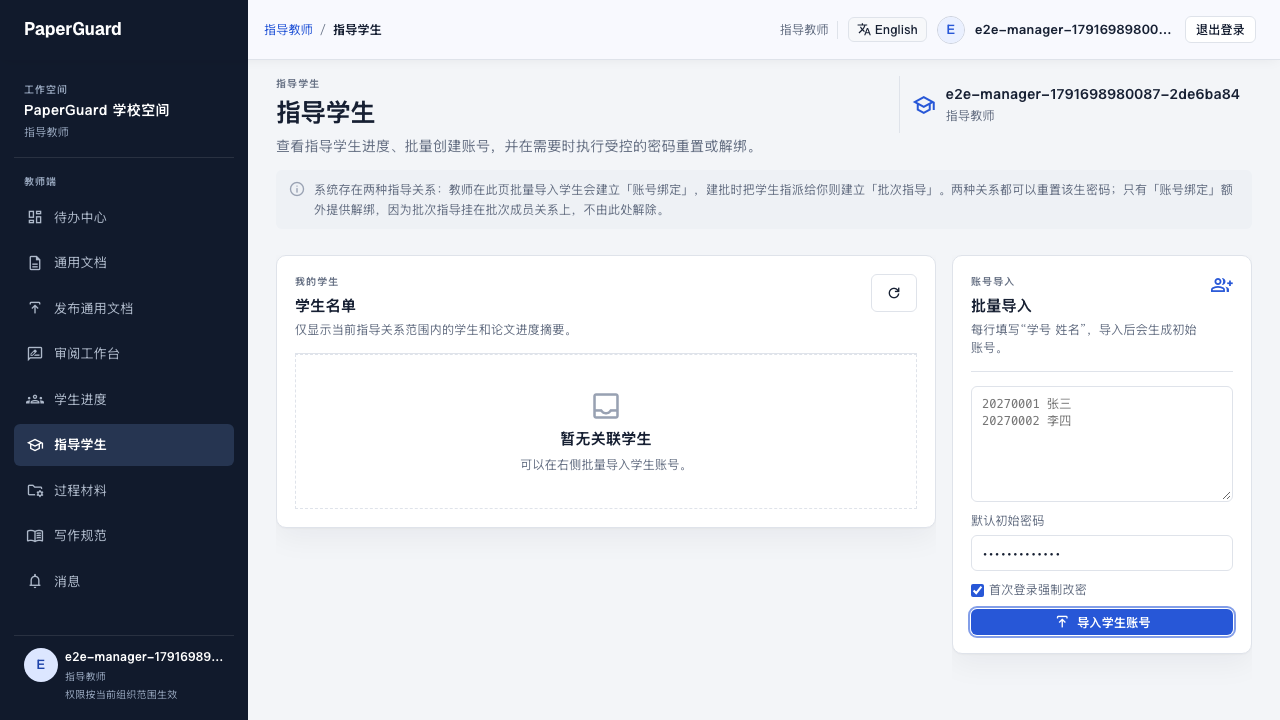 PaperGuard
工作空间
PaperGuard 学校空间
指导教师
教师端
待办中心
通用文档
发布通用文档
审阅工作台
学生进度
指导学生
过程材料
写作规范
消息
E
e2e-manager-17916989...
指导教师
权限按当前组织范围生效
指导教师 / 指导学生
指导教师
English
E
e2e-manager-17916989800...
退出登录
指导学生
指导学生
查看指导学生进度、批量创建账号，并在需要时执行受控的密码重置或解绑。
e2e-manager-1791698980087-2de6ba84
指导教师
系统存在两种指导关系：教师在此页批量导入学生会建立「账号绑定」，建批时把学生指派给你则建立「批次指导」。两种关系都可以重置该生密码；只有「账号绑定」额
外提供解绑，因为批次指导挂在批次成员关系上，不由此处解除。
我的学生
学生名单
仅显示当前指导关系范围内的学生和论文进度摘要。
暂无关联学生
可以在右侧批量导入学生账号。
账号导入
批量导入
每行填写“学号 姓名”，导入后会生成初始
账号。
20270001 张三
20270002 李四
默认初始密码
•••••••••••••
首次登录强制改密
导入学生账号